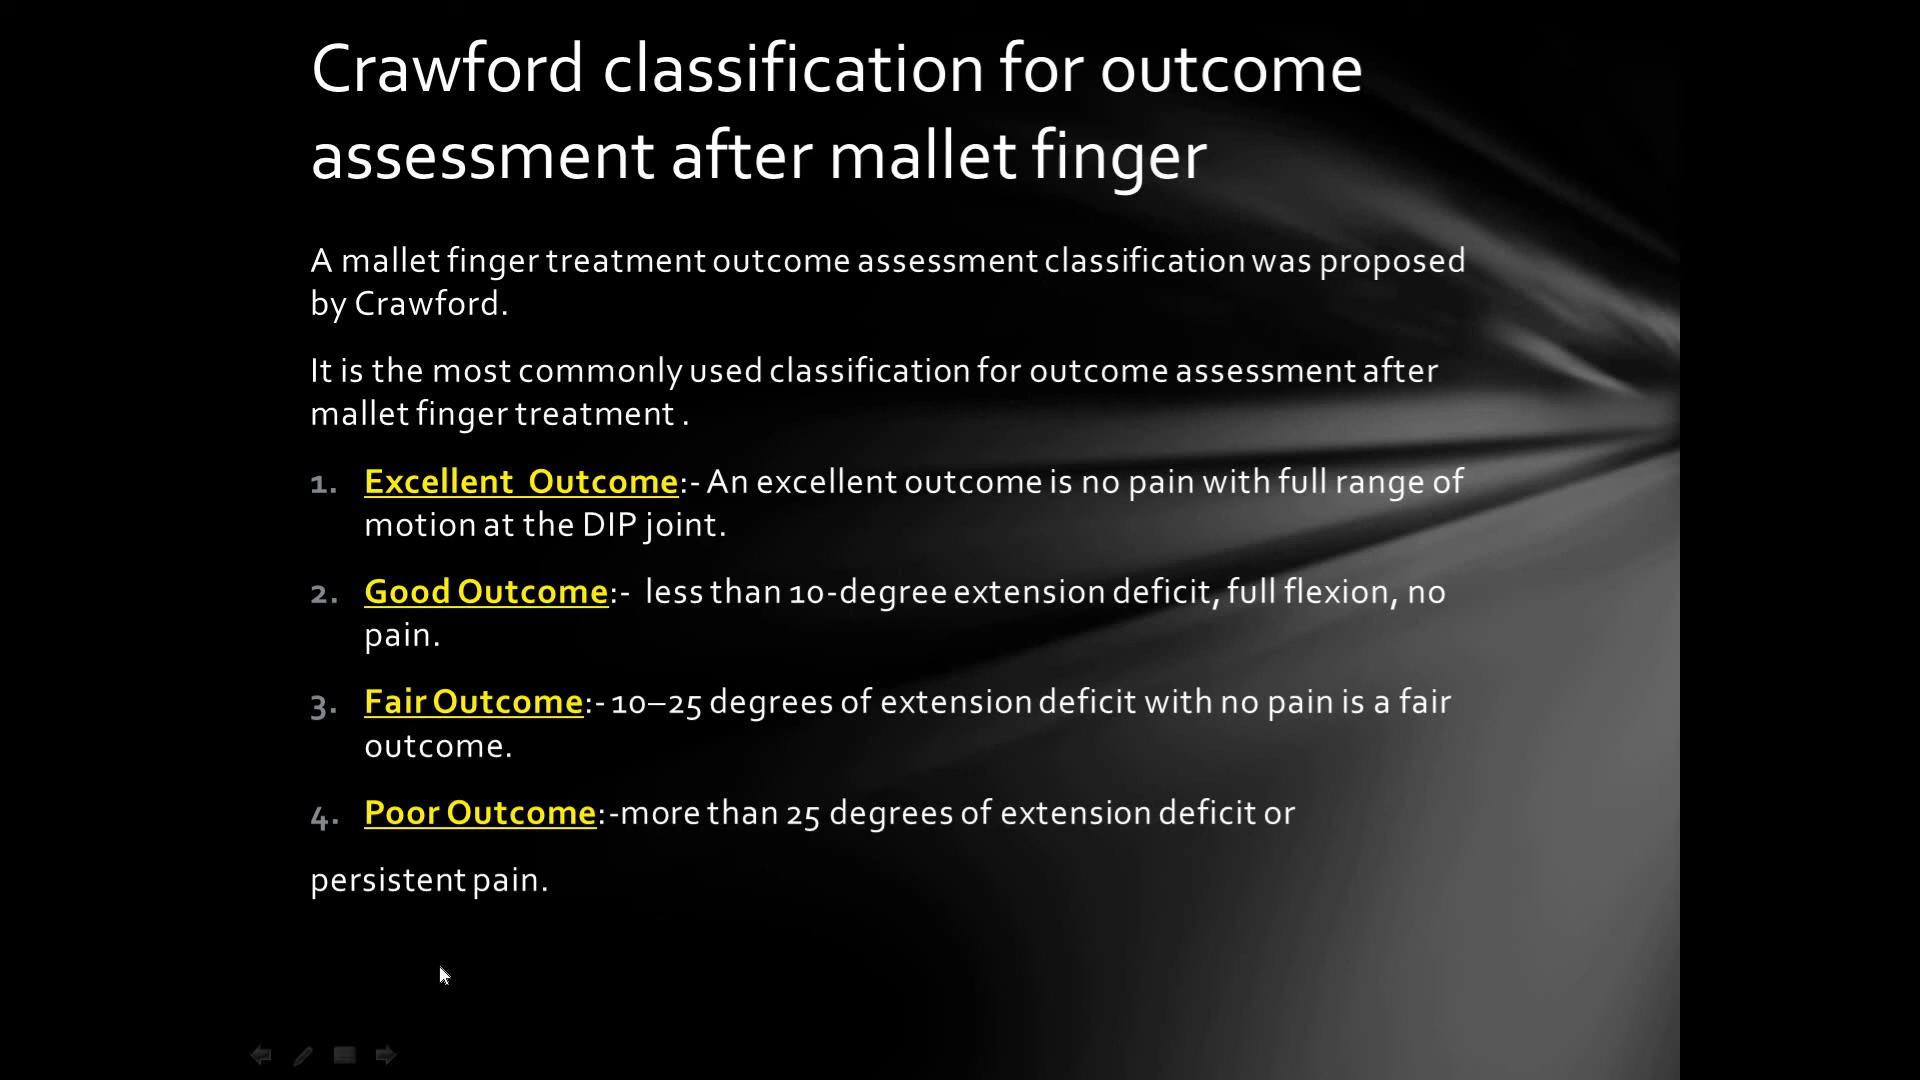 Crawford classification for outcome
assessment after mallet finger
A mallet finger treatment outcome assessment classification was proposed
by Crawford.
It is the most commonly used classification for outcome assessment after
mallet finger treatment .
1. Excellent Outcome:- An excellent outcome is no pain with full range of
motion at the DIP joint.
2. Good Outcome:- less than 10-degree extension deficit, full flexion, no
pain.
3. Fair Outcome:- 10–25 degrees of extension deficit with no pain is a fair
outcome.
4. Poor Outcome:-more than 25 degrees of extension deficit or
persistent pain.